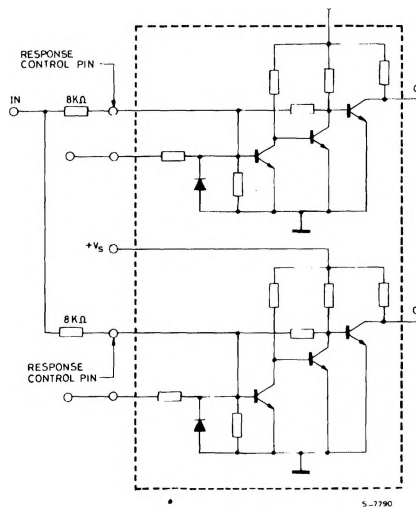 RESPONSE
CONTROL PIN
IN
8KΩ
+Vs
8KΩ
RESPONSE
CONTROL PIN
S-7790